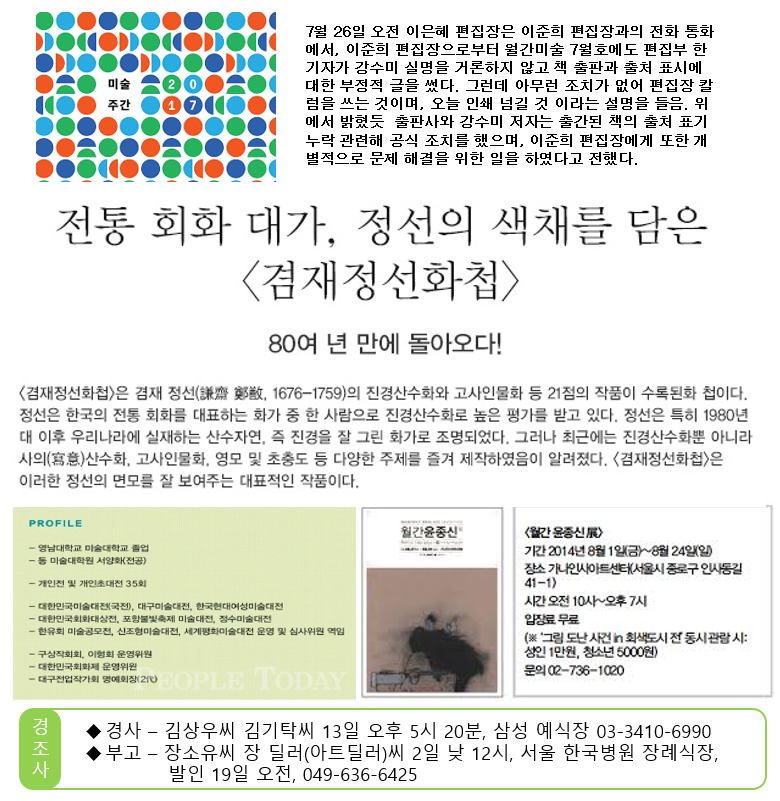 미술 2 0
주간 1 7
7월 26일 오전 이은혜 편집장은 이준희 편집장과의 전화 통화
에서, 이준희 편집장으로부터 월간미술 7월호에도 편집부 한
기자가 강수미 실명을 거론하지 않고 책 출판과 출처 표시에
대한 부정적 글을 썼다. 그런데 아무런 조치가 없어 편집장 칼
럼을 쓰는 것이며, 오늘 인쇄 넘길 것 이라는 설명을 들음. 위
에서 밝혔듯 출판사와 강수미 저자는 출간된 책의 출처 표기
누락 관련해 공식 조치를 했으며, 이준희 편집장에게 또한 개
별적으로 문제 해결을 위한 일을 하였다고 전했다.
전통 회화 대가, 정선의 색채를 담은
〈겸재정선화첩〉
80여 년 만에 돌아오다!
〈겸재정선화첩〉은 겸재 정선(謙齋 鄭敾, 1676-1759)의 진경산수화와 고사인물화 등 21점의 작품이 수록된화 첩이다.
정선은 한국의 전통 회화를 대표하는 화가 중 한 사람으로 진경산수화로 높은 평가를 받고 있다. 정선은 특히 1980년
대 이후 우리나라에 실재하는 산수자연, 즉 진경을 잘 그린 화가로 조명되었다. 그러나 최근에는 진경산수화뿐 아니라
사의(寫意)산수화, 고사인물화, 영모 및 초충도 등 다양한 주제를 즐겨 제작하였음이 알려졌다. 〈겸재정선화첩〉은
이러한 정선의 면모를 잘 보여주는 대표적인 작품이다.
PROFILE
- 영남대학교 미술대학교 졸업
- 동 미술대학원 서양화(전공)
- 개인전 및 개인초대전 35회
- 대한민국미술대전(국전), 대구미술대전, 한국현대여성미술대전
- 대한민국회화대상전, 포항불빛축제 미술대전, 정수미술대전
- 한유회 미술공모전, 신조형미술대전, 세계평화미술대전 운영 및 심사위원 역임
- 구상작회회, 이형회 운영위원
- 대한민국회화제 운영위원
- 대구전업작가회 명예회장(2代)
PEOPLE TODAY
월간윤종신
〈월간 윤종신 展〉
기간 2014년 8월 1일(금)~8월 24일(일)
장소 가나인사아트센터(서울시 종로구 인사동길
41-1)
시간 오전 10시~오후 7시
입장료 무료
(※ ‘그림 도난 사건 in 회색도시 전’ 동시 관람 시:
성인 1만원, 청소년 5000원)
문의 02-736-1020
경조사
◆ 경사 – 김상우씨 김기탁씨 13일 오후 5시 20분, 삼성 예식장 03-3410-6990
◆ 부고 – 장소유씨 장 딜러(아트딜러)씨 2일 낮 12시, 서울 한국병원 장례식장,
발인 19일 오전, 049-636-6425